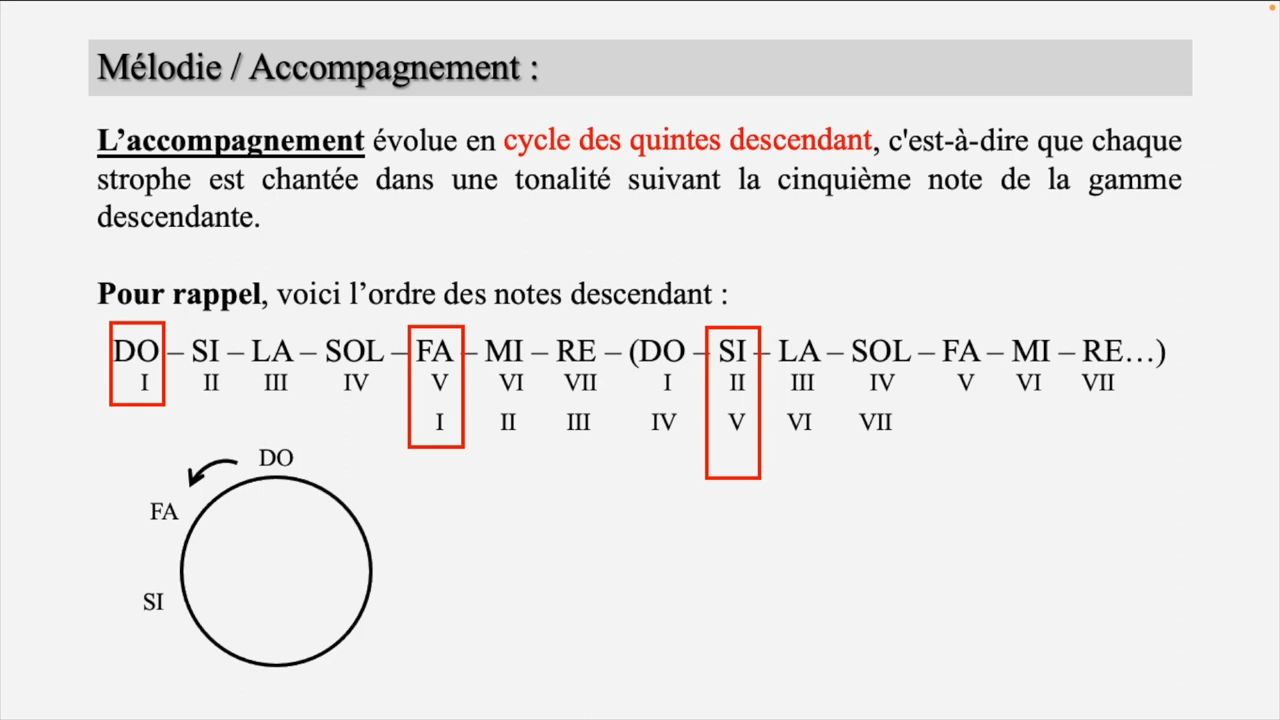 Mélodie / Accompagnement :
L’accompagnement évolue en cycle des quintes descendant, c'est-à-dire que chaque
strophe est chantée dans une tonalité suivant la cinquième note de la gamme
descendante.
Pour rappel, voici l’ordre des notes descendant :
DO – SI – LA – SOL – FA – MI – RE – (DO – SI – LA – SOL – FA – MI – RE…)
I II III IV V VI VII I II III IV V VI VII
I II III IV V VI VII
DO
FA
SI